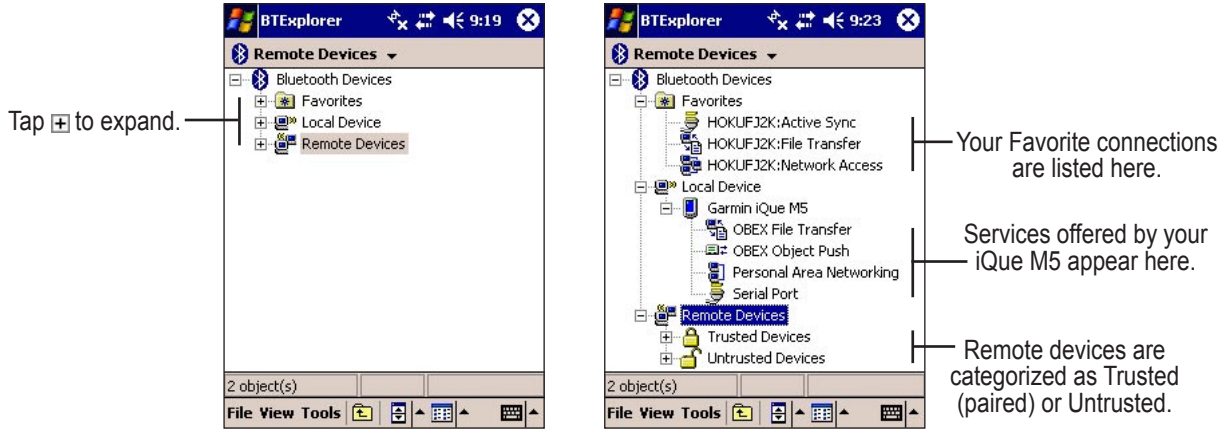 Tap + to expand.
BTExplorer 9:19
Remote Devices
Bluetooth Devices
Favorites
Local Device
Remote Devices
2 object(s)
File View Tools
BTExplorer 9:23
Remote Devices
Bluetooth Devices
Favorites
HOKUFJ2K:Active Sync
HOKUFJ2K:File Transfer
HOKUFJ2K:Network Access
Local Device
Garmin iQue M5
OBEX File Transfer
OBEX Object Push
Personal Area Networking
Serial Port
Remote Devices
Trusted Devices
Untrusted Devices
2 object(s)
File View Tools
Your Favorite connections
are listed here.
Services offered by your
iQue M5 appear here.
Remote devices are
categorized as Trusted
(paired) or Untrusted.